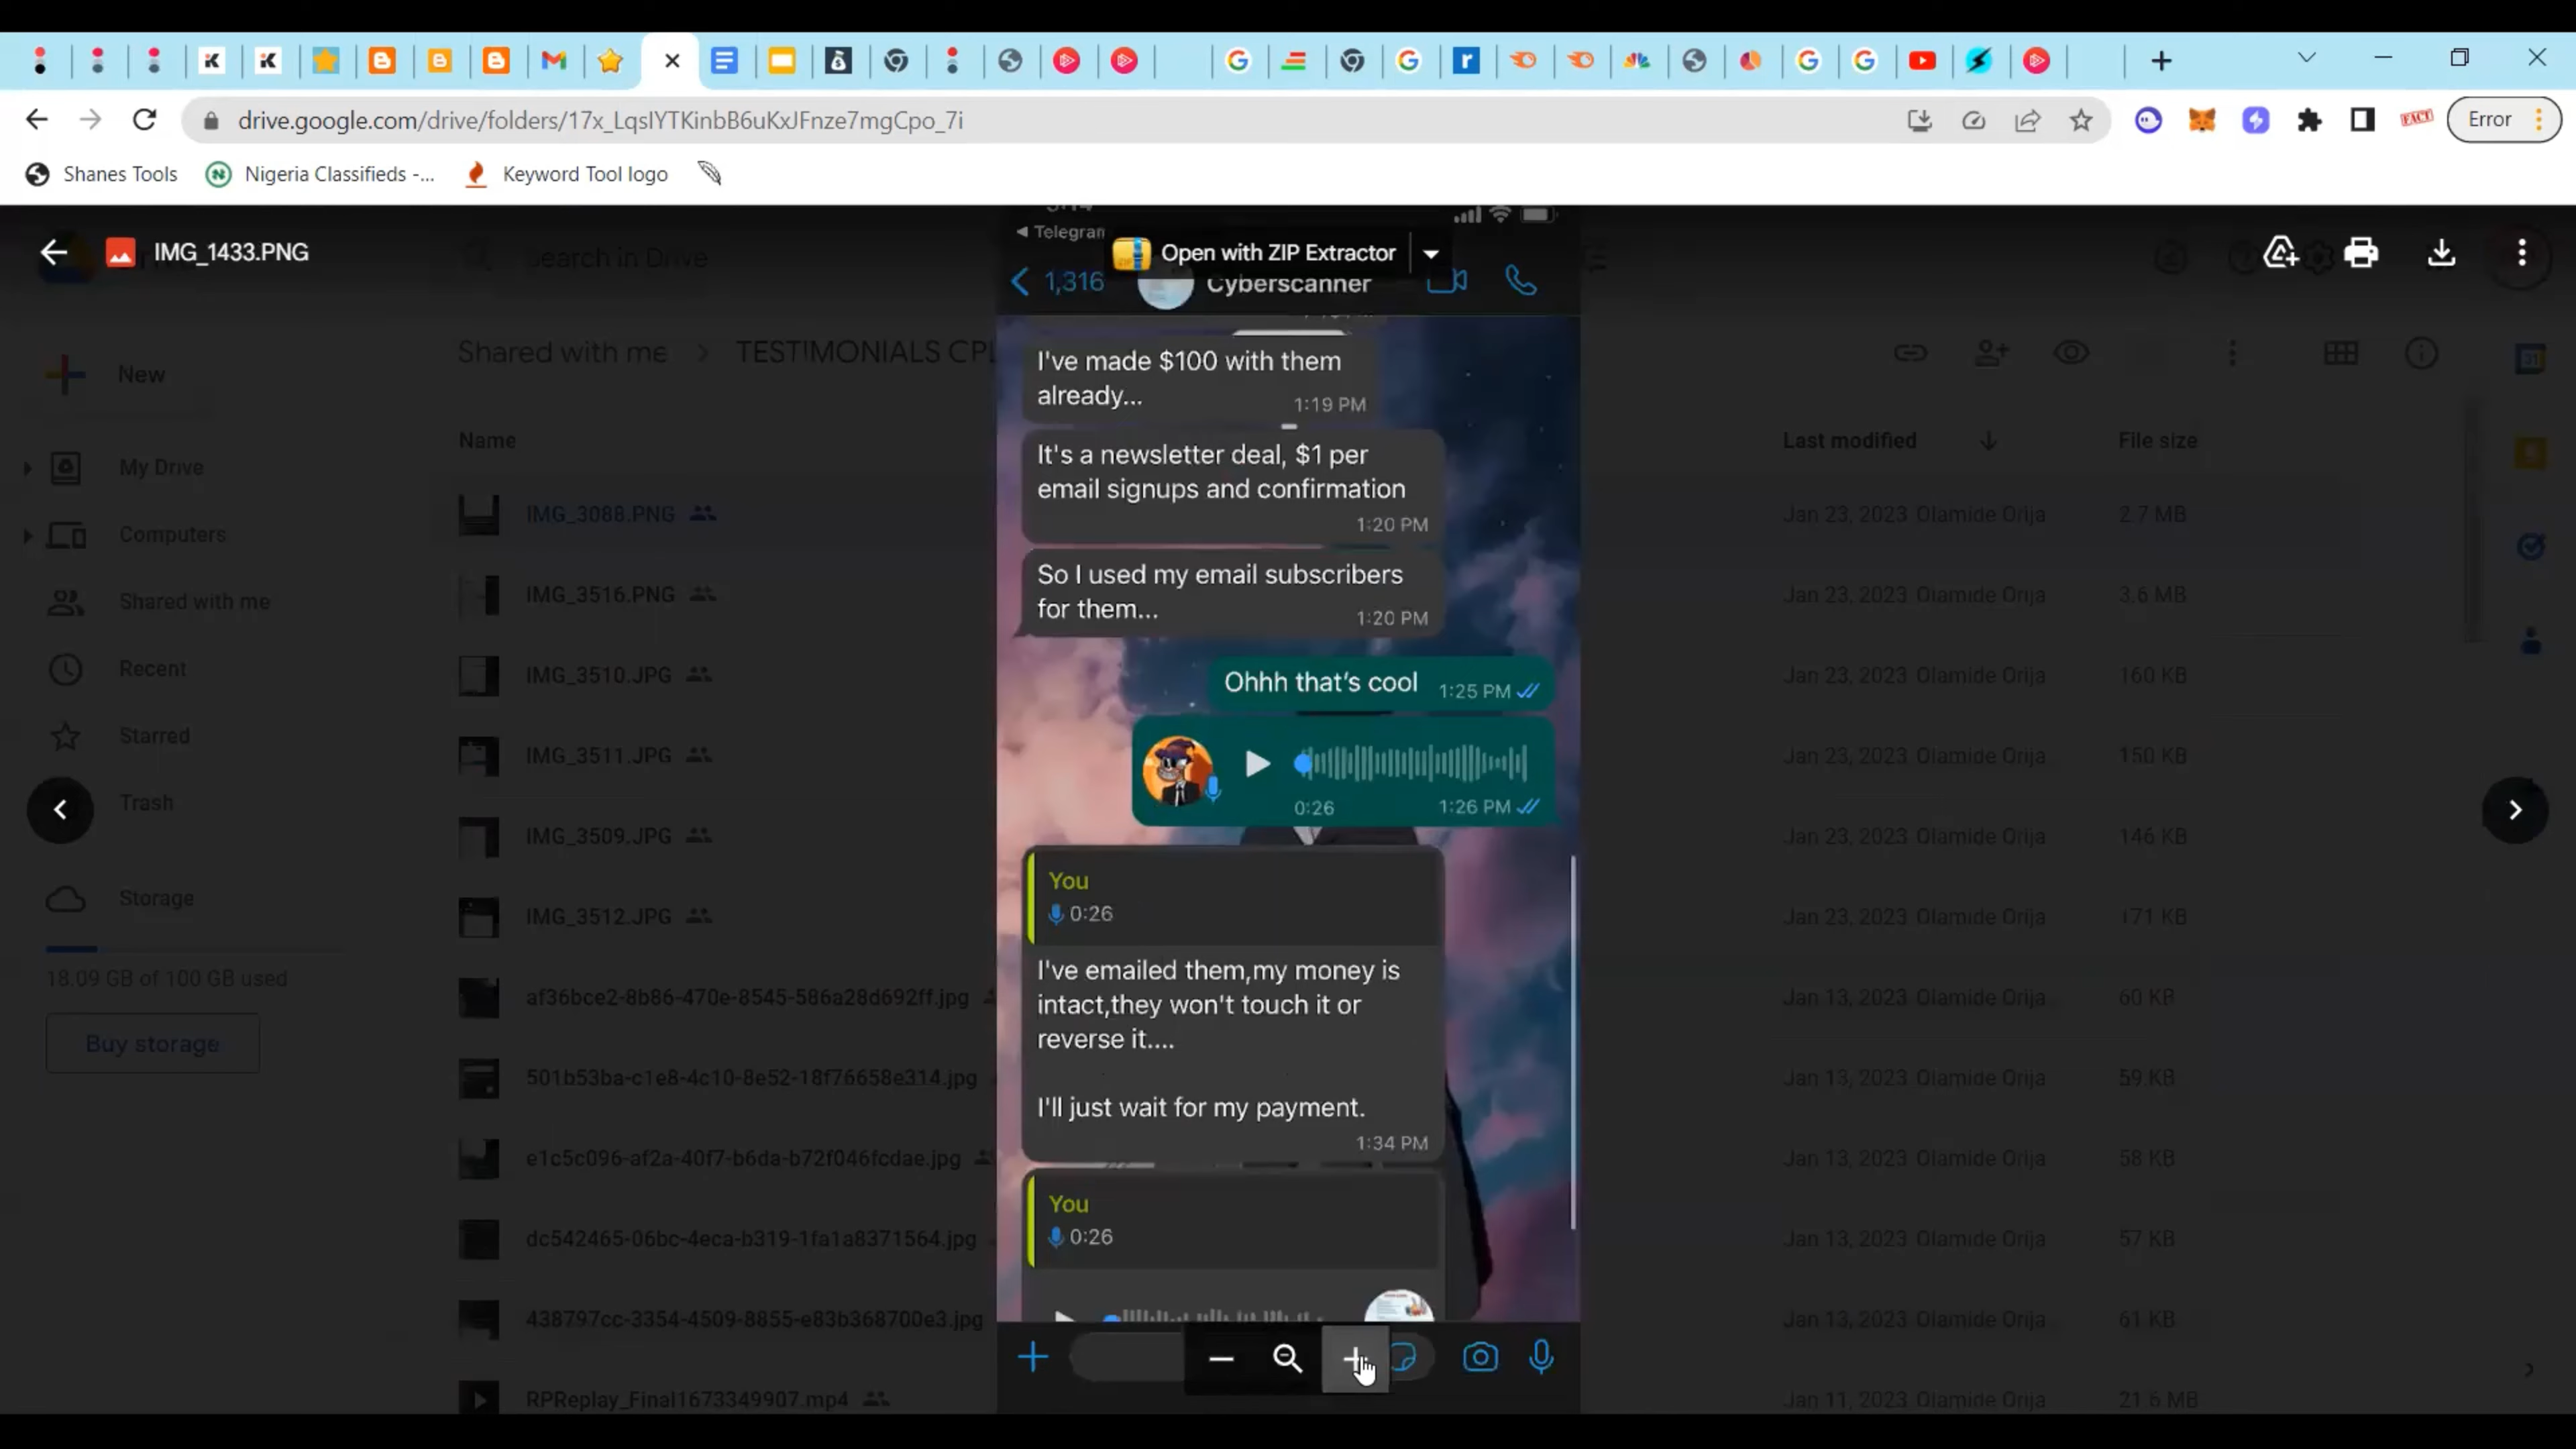 drive.google.com/drive/folders/17x_LqsIYTKinbB6uKxJFnze7mgCpo_7i
Error
Shanes Tools
Nigeria Classifieds -...
Keyword Tool logo
Telegram
IMG_1433.PNG
Search in Drive
Open with ZIP Extractor
1,316
Cyberscanner
Shared with me > TESTIMONIALS CPL
New
I've made $100 with them
already...
1:19 PM
Name
Last modified
File size
It's a newsletter deal, $1 per
email signups and confirmation
1:20 PM
My Drive
IMG_3088.PNG
Jan 23, 2023 Olamide Orija
2.7 MB
Computers
So I used my email subscribers
for them...
1:20 PM
Shared with me
IMG_3516.PNG
Jan 23, 2023 Olamide Orija
3.6 MB
Recent
IMG_3510.JPG
Ohhh that's cool
1:25 PM
Jan 23, 2023 Olamide Orija
160 KB
Starred
IMG_3511.JPG
Jan 23, 2023 Olamide Orija
150 KB
Trash
0:26
1:26 PM
IMG_3509.JPG
Jan 23, 2023 Olamide Orija
146 KB
Storage
You
0:26
IMG_3512.JPG
Jan 23, 2023 Olamide Orija
171 KB
18.09 GB of 100 GB used
I've emailed them,my money is
intact,they won't touch it or
reverse it....
af36bce2-8b86-470e-8545-586a28d692ff.jpg
Jan 13, 2023 Olamide Orija
60 KB
Buy storage
501b53ba-c1e8-4c10-8e52-18f76658e314.jpg
Jan 13, 2023 Olamide Orija
59 KB
I'll just wait for my payment.
1:34 PM
e1c5c096-af2a-40f7-b6da-b72f046fcdae.jpg
Jan 13, 2023 Olamide Orija
58 KB
You
0:26
dc542465-06bc-4eca-b319-1fa1a8371564.jpg
Jan 13, 2023 Olamide Orija
57 KB
438797cc-3354-4509-8855-e83b368700e3.jpg
Jan 13, 2023 Olamide Orija
61 KB
RPReplay_Final1673349907.mp4
Jan 11, 2023 Olamide Orija
21.6 MB